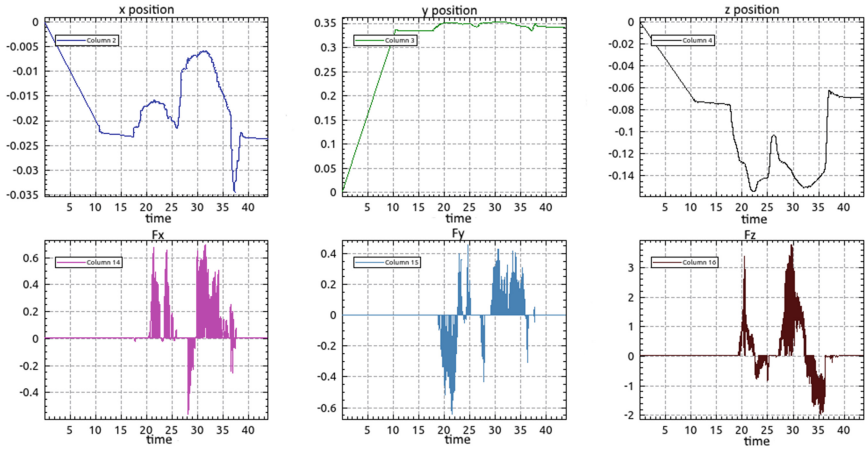 x position
Column 2
0
-0.005
-0.01
-0.015
-0.02
-0.025
-0.03
-0.035
5 10 15 20 25 30 35 40
time
y position
Column 3
0.35
0.3
0.25
0.2
0.15
0.1
0.05
0
5 10 15 20 25 30 35 40
time
z position
Column 4
0
-0.02
-0.04
-0.06
-0.08
-0.1
-0.12
-0.14
5 10 15 20 25 30 35 40
time
Fx
Column 14
0.6
0.4
0.2
0
-0.2
-0.4
5 10 15 20 25 30 35 40
time
Fy
Column 15
0.4
0.2
0
-0.2
-0.4
-0.6
5 10 15 20 25 30 35 40
time
Fz
Column 16
3
2
1
0
-1
-2
5 10 15 20 25 30 35 40
time